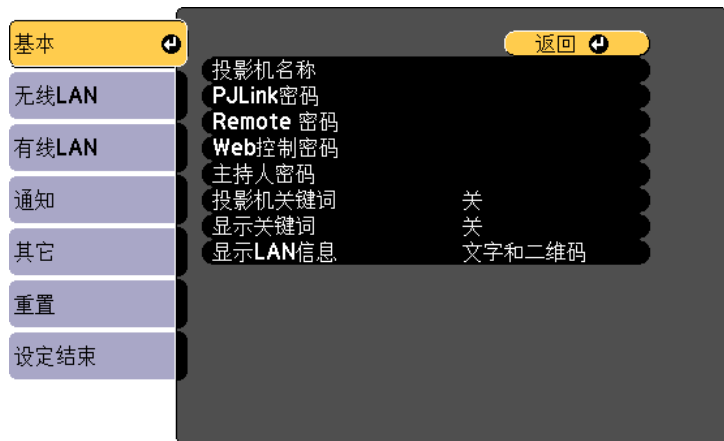 基本
无线LAN
有线LAN
通知
其它
重置
设定结束
返回
投影机名称
PJLink密码
Remote 密码
Web控制密码
主持人密码
投影机关键词 关
显示关键词 关
显示LAN信息 文字和二维码